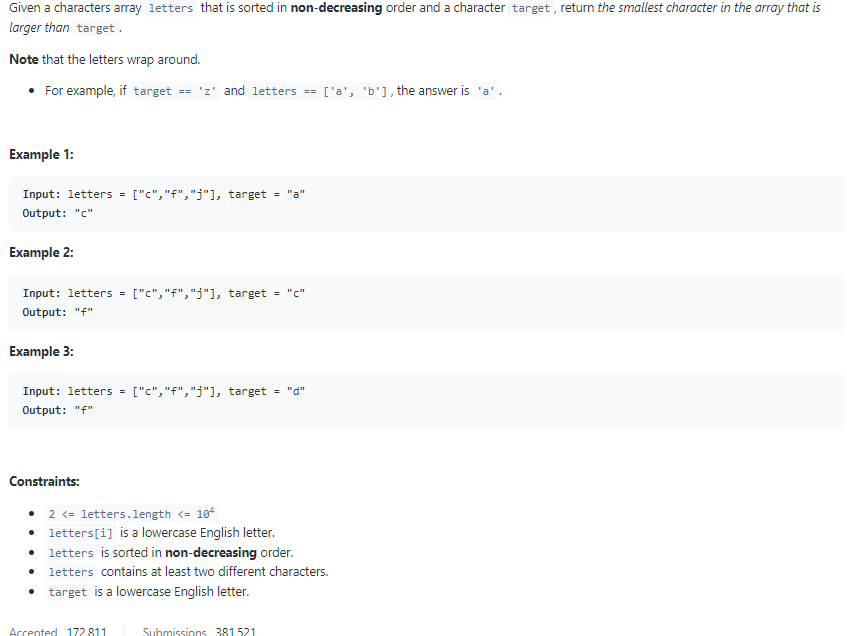 Given a characters array letters that is sorted in non-decreasing order and a character target, return the smallest character in the array that is
larger than target.
Note that the letters wrap around.
• For example, if target == 'z' and letters == ['a', 'b'], the answer is 'a'.
Example 1:
Input: letters = ["c","f","j"], target = "a"
Output: "c"
Example 2:
Input: letters = ["c","f","j"], target = "c"
Output: "f"
Example 3:
Input: letters = ["c","f","j"], target = "d"
Output: "f"
Constraints:
• 2 <= letters.length <= 10⁴
• letters[i] is a lowercase English letter.
• letters is sorted in non-decreasing order.
• letters contains at least two different characters.
• target is a lowercase English letter.
Accepted 172,811 Submissions 381,521